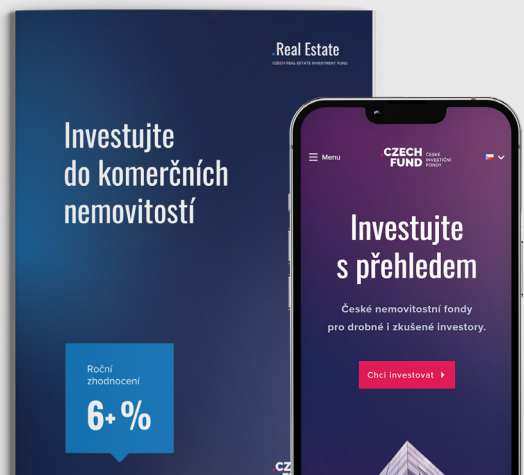 .Real Estate
CZECH REAL ESTATE INVESTMENT FUND
Investujte
do komerčních
nemovitostí
Roční
zhodnocení
6+%
.CZ
Menu
.CZECH
FUND
ČESKÉ
INVESTIČNÍ
FONDY
Investujte
s přehledem
České nemovitostní fondy
pro drobné i zkušené investory.
Chci investovat